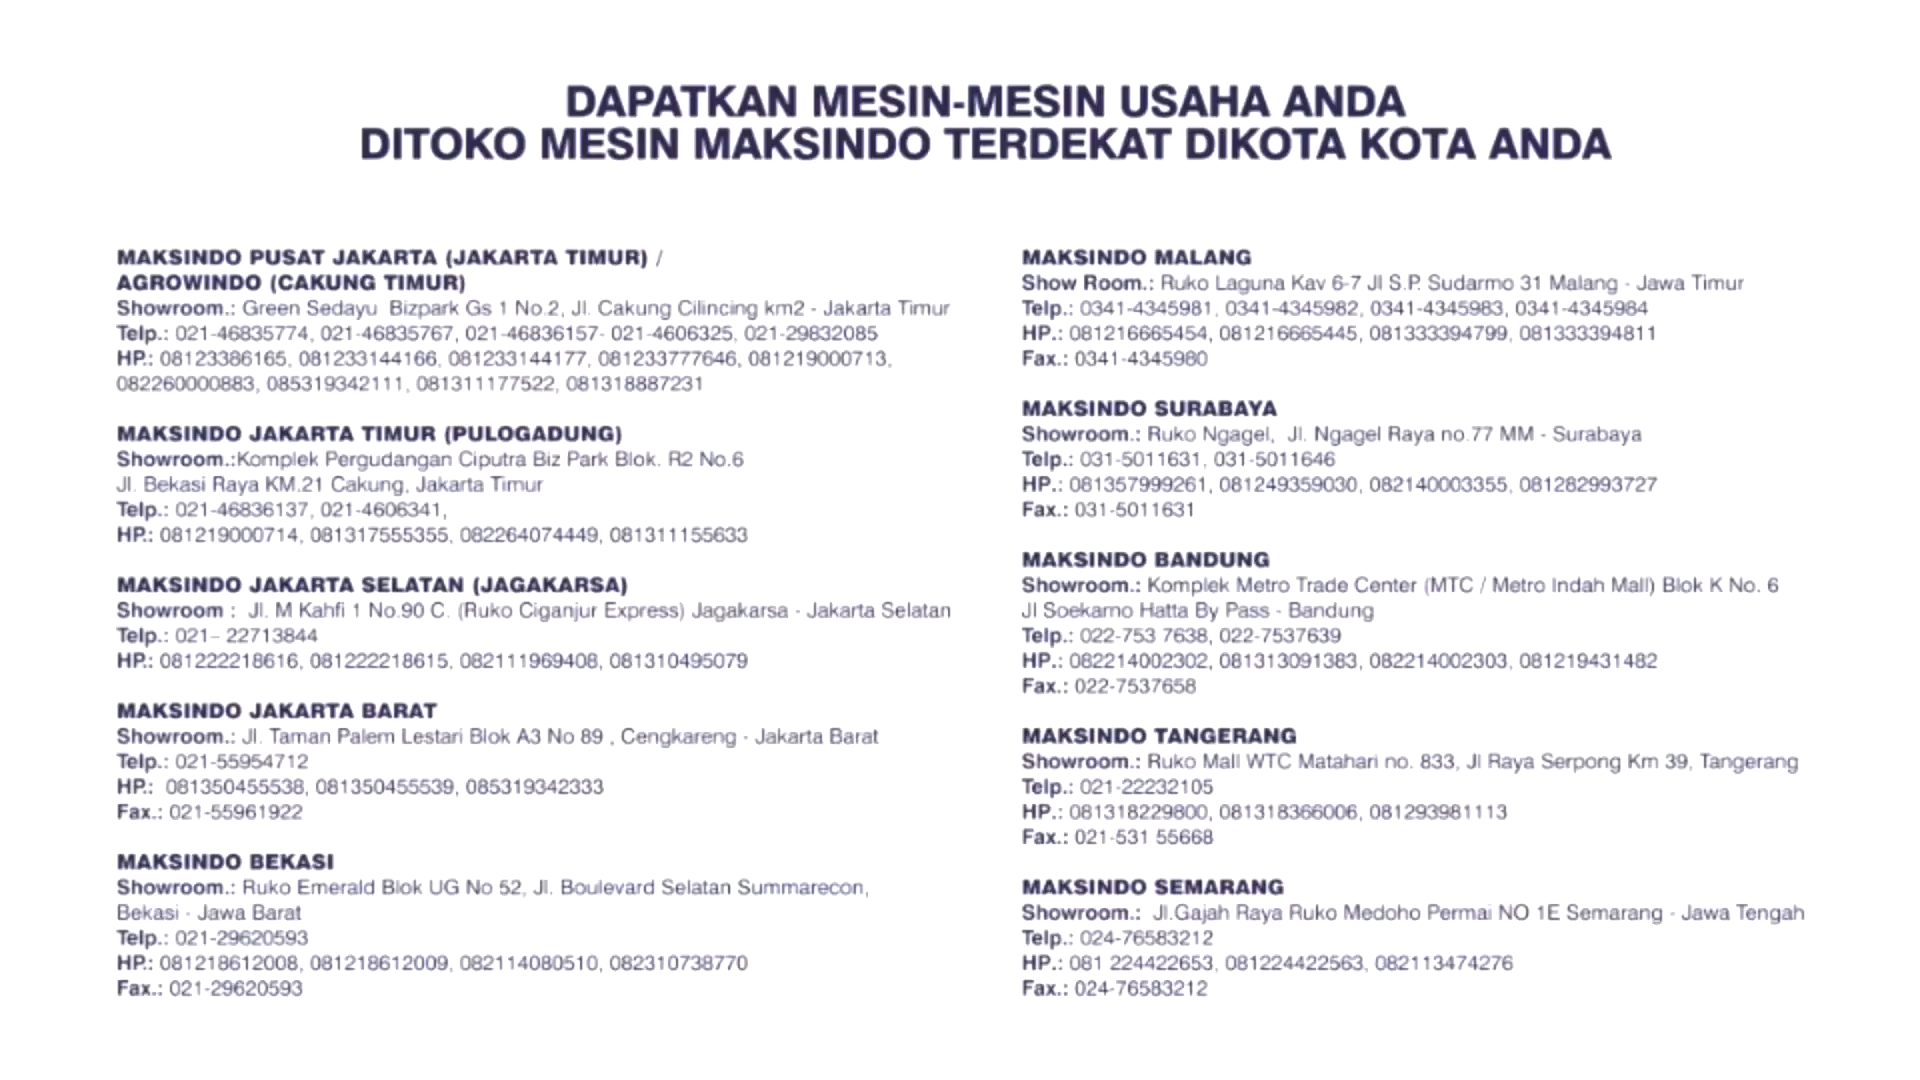 DAPATKAN MESIN-MESIN USAHA ANDA
DITOKO MESIN MAKSINDO TERDEKAT DIKOTA KOTA ANDA
MAKSINDO PUSAT JAKARTA (JAKARTA TIMUR) /
AGROWINDO (CAKUNG TIMUR)
Showroom.: Green Sedayu Bizpark Gs 1 No.2, Jl. Cakung Cilincing km2 - Jakarta Timur
Telp.: 021-46835774, 021-46835767, 021-46836157- 021-4606325, 021-29832085
HP.: 08123386165, 081233144166, 081233144177, 081233777646, 081219000713,
082260000883, 085319342111, 081311177522, 081318887231
MAKSINDO JAKARTA TIMUR (PULOGADUNG)
Showroom.:Komplek Pergudangan Ciputra Biz Park Blok. R2 No.6
Jl. Bekasi Raya KM.21 Cakung, Jakarta Timur
Telp.: 021-46836137, 021-4606341,
HP.: 081219000714, 081317555355, 082264074449, 081311155633
MAKSINDO JAKARTA SELATAN (JAGAKARSA)
Showroom : Jl. M Kahfi 1 No.90 C. (Ruko Ciganjur Express) Jagakarsa - Jakarta Selatan
Telp.: 021– 22713844
HP.: 081222218616, 081222218615, 082111969408, 081310495079
MAKSINDO JAKARTA BARAT
Showroom.: Jl. Taman Palem Lestari Blok A3 No 89 , Cengkareng - Jakarta Barat
Telp.: 021-55954712
HP.: 081350455538, 081350455539, 085319342333
Fax.: 021-55961922
MAKSINDO BEKASI
Showroom.: Ruko Emerald Blok UG No 52, Jl. Boulevard Selatan Summarecon,
Bekasi - Jawa Barat
Telp.: 021-29620593
HP.: 081218612008, 081218612009, 082114080510, 082310738770
Fax.: 021-29620593
MAKSINDO MALANG
Show Room.: Ruko Laguna Kav 6-7 Jl S.P. Sudarmo 31 Malang - Jawa Timur
Telp.: 0341-4345981, 0341-4345982, 0341-4345983, 0341-4345984
HP.: 081216665454, 081216665445, 081333394799, 081333394811
Fax.: 0341-4345980
MAKSINDO SURABAYA
Showroom.: Ruko Ngagel, Jl. Ngagel Raya no.77 MM - Surabaya
Telp.: 031-5011631, 031-5011646
HP.: 081357999261, 081249359030, 082140003355, 081282993727
Fax.: 031-5011631
MAKSINDO BANDUNG
Showroom.: Komplek Metro Trade Center (MTC / Metro Indah Mall) Blok K No. 6
Jl Soekarno Hatta By Pass - Bandung
Telp.: 022-753 7638, 022-7537639
HP.: 082214002302, 081313091383, 082214002303, 081219431482
Fax.: 022-7537658
MAKSINDO TANGERANG
Showroom.: Ruko Mall WTC Matahari no. 833, Jl Raya Serpong Km 39, Tangerang
Telp.: 021-22232105
HP.: 081318229800, 081318366006, 081293981113
Fax.: 021-531 55668
MAKSINDO SEMARANG
Showroom.: Jl.Gajah Raya Ruko Medoho Permai NO 1E Semarang - Jawa Tengah
Telp.: 024-76583212
HP.: 081 224422653, 081224422563, 082113474276
Fax.: 024-76583212